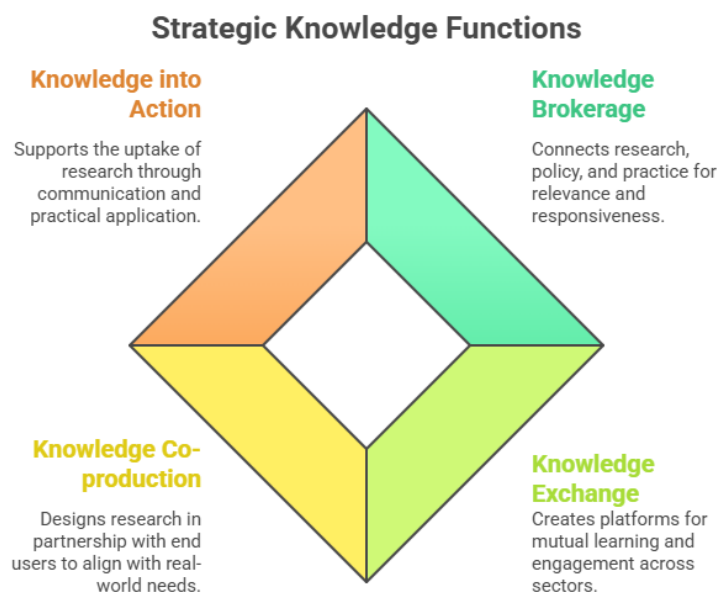 Strategic Knowledge Functions
Knowledge into
Action
Supports the uptake of
research through
communication and
practical application.
Knowledge
Brokerage
Connects research,
policy, and practice for
relevance and
responsiveness.
Knowledge Co-
production
Designs research in
partnership with end
users to align with real-
world needs.
Knowledge
Exchange
Creates platforms for
mutual learning and
engagement across
sectors.